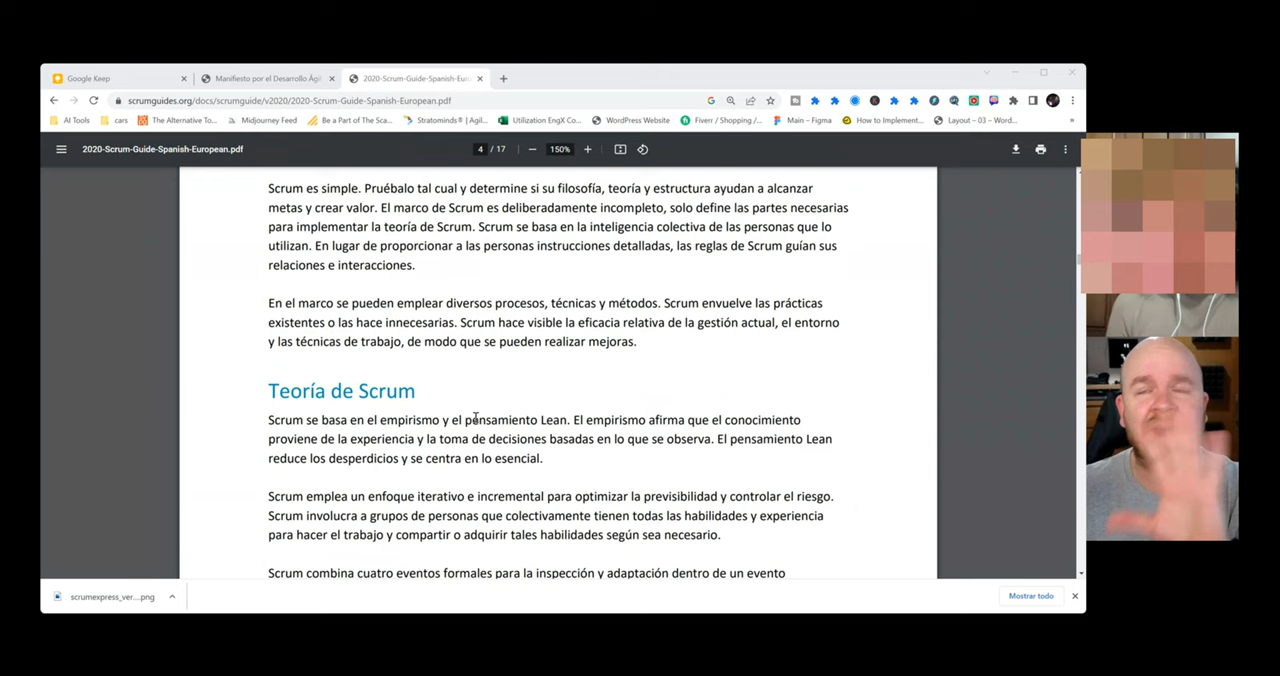 Google Keep
Manifiesto por el Desarrollo Ágil
2020-Scrum-Guide-Spanish-Euro
scrumguides.org/docs/scrumguide/v2020/2020-Scrum-Guide-Spanish-European.pdf
AI Tools
cars
The Alternative To...
Midjourney Feed
Be a Part of The Sca...
Stratominds® | Agil...
Utilization EngX Co...
WordPress Website
Fiverr / Shopping /...
Main – Figma
How to Implement...
Layout – 03 – Word...
2020-Scrum-Guide-Spanish-European.pdf
4 / 17
150%
Scrum es simple. Pruébalo tal cual y determine si su filosofía, teoría y estructura ayudan a alcanzar
metas y crear valor. El marco de Scrum es deliberadamente incompleto, solo define las partes necesarias
para implementar la teoría de Scrum. Scrum se basa en la inteligencia colectiva de las personas que lo
utilizan. En lugar de proporcionar a las personas instrucciones detalladas, las reglas de Scrum guían sus
relaciones e interacciones.
En el marco se pueden emplear diversos procesos, técnicas y métodos. Scrum envuelve las prácticas
existentes o las hace innecesarias. Scrum hace visible la eficacia relativa de la gestión actual, el entorno
y las técnicas de trabajo, de modo que se pueden realizar mejoras.
Teoría de Scrum
Scrum se basa en el empirismo y el pensamiento Lean. El empirismo afirma que el conocimiento
proviene de la experiencia y la toma de decisiones basadas en lo que se observa. El pensamiento Lean
reduce los desperdicios y se centra en lo esencial.
Scrum emplea un enfoque iterativo e incremental para optimizar la previsibilidad y controlar el riesgo.
Scrum involucra a grupos de personas que colectivamente tienen todas las habilidades y experiencia
para hacer el trabajo y compartir o adquirir tales habilidades según sea necesario.
Scrum combina cuatro eventos formales para la inspección y adaptación dentro de un evento
scrumexpress_ver....png
Mostrar todo